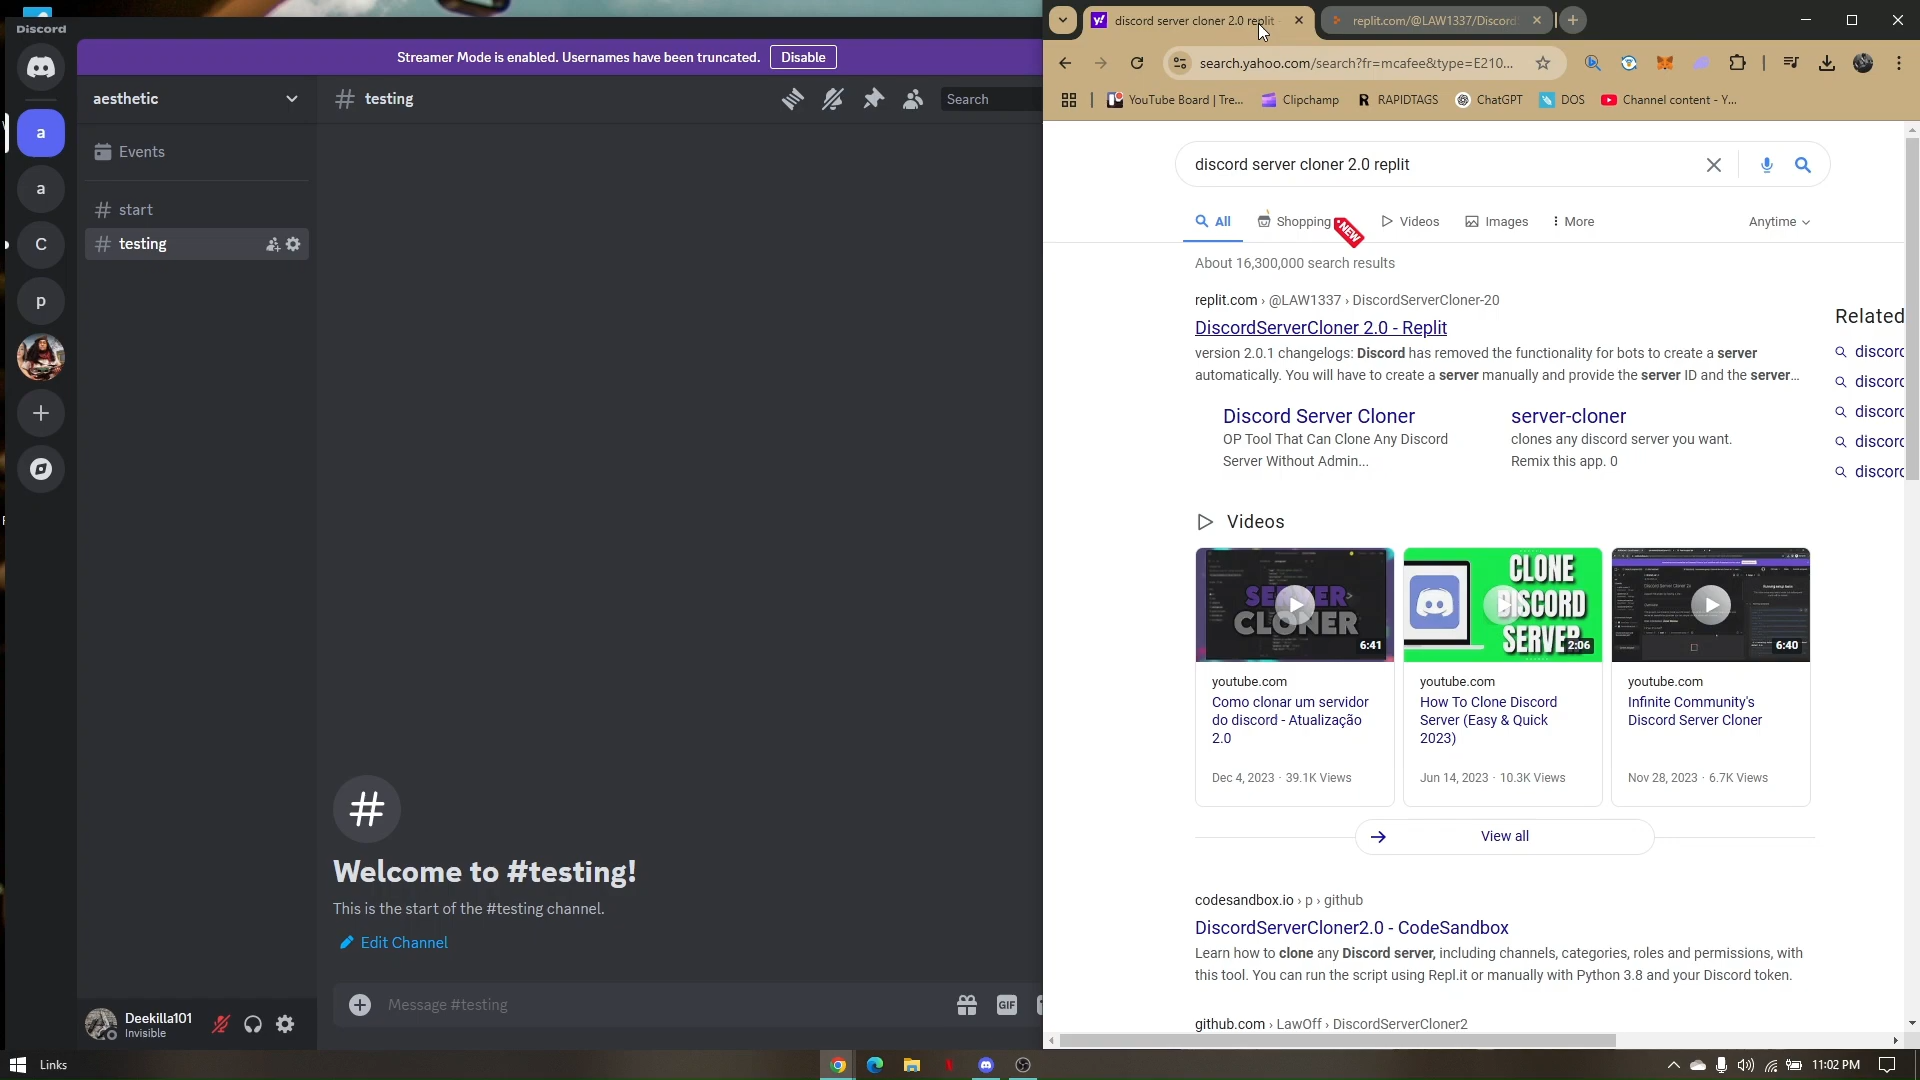 Discord
Streamer Mode is enabled. Usernames have been truncated. Disable
aesthetic
testing
Search
a
Events
a
start
testing
C
p
Welcome to #testing!
This is the start of the #testing channel.
Edit Channel
Message #testing
GIF
Deekilla101
Invisible
discord server cloner 2.0 replit
replit.com/@LAW1337/Discord
search.yahoo.com/search?fr=mcafee&type=E210...
YouTube Board | Tre...
Clipchamp
RAPIDTAGS
ChatGPT
DOS
Channel content - Y...
discord server cloner 2.0 replit
All
Shopping
NEW
Videos
Images
More
Anytime
About 16,300,000 search results
replit.com › @LAW1337 › DiscordServerCloner-20
DiscordServerCloner 2.0 - Replit
version 2.0.1 changelogs: Discord has removed the functionality for bots to create a server
automatically. You will have to create a server manually and provide the server ID and the server...
Discord Server Cloner
OP Tool That Can Clone Any Discord
Server Without Admin...
server-cloner
clones any discord server you want.
Remix this app. 0
Related
discord
discord
discord
discord
discord
Videos
SERVER
CLONER
6:41
youtube.com
Como clonar um servidor
do discord - Atualização
2.0
Dec 4, 2023 · 39.1K Views
CLONE
DISCORD
SERVER
2:06
youtube.com
How To Clone Discord
Server (Easy & Quick
2023)
Jun 14, 2023 · 10.3K Views
6:40
youtube.com
Infinite Community's
Discord Server Cloner
Nov 28, 2023 · 6.7K Views
View all
codesandbox.io › p › github
DiscordServerCloner2.0 - CodeSandbox
Learn how to clone any Discord server, including channels, categories, roles and permissions, with
this tool. You can run the script using Repl.it or manually with Python 3.8 and your Discord token.
github.com › LawOff › DiscordServerCloner2
Links
11:02 PM